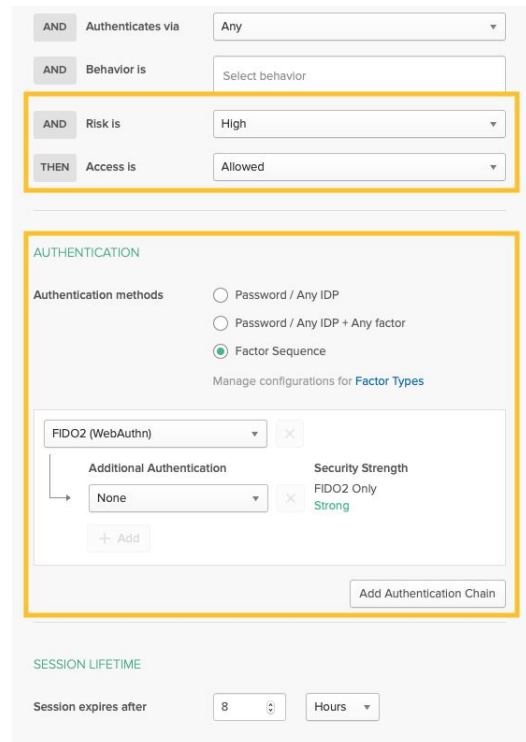 AND Authenticates via Any
AND Behavior is Select behavior
AND Risk is High
THEN Access is Allowed
AUTHENTICATION
Authentication methods Password / Any IDP
Password / Any IDP + Any factor
Factor Sequence
Manage configurations for Factor Types
FIDO2 (WebAuthn)
Additional Authentication Security Strength
None FIDO2 Only
Strong
+ Add
Add Authentication Chain
SESSION LIFETIME
Session expires after 8 Hours